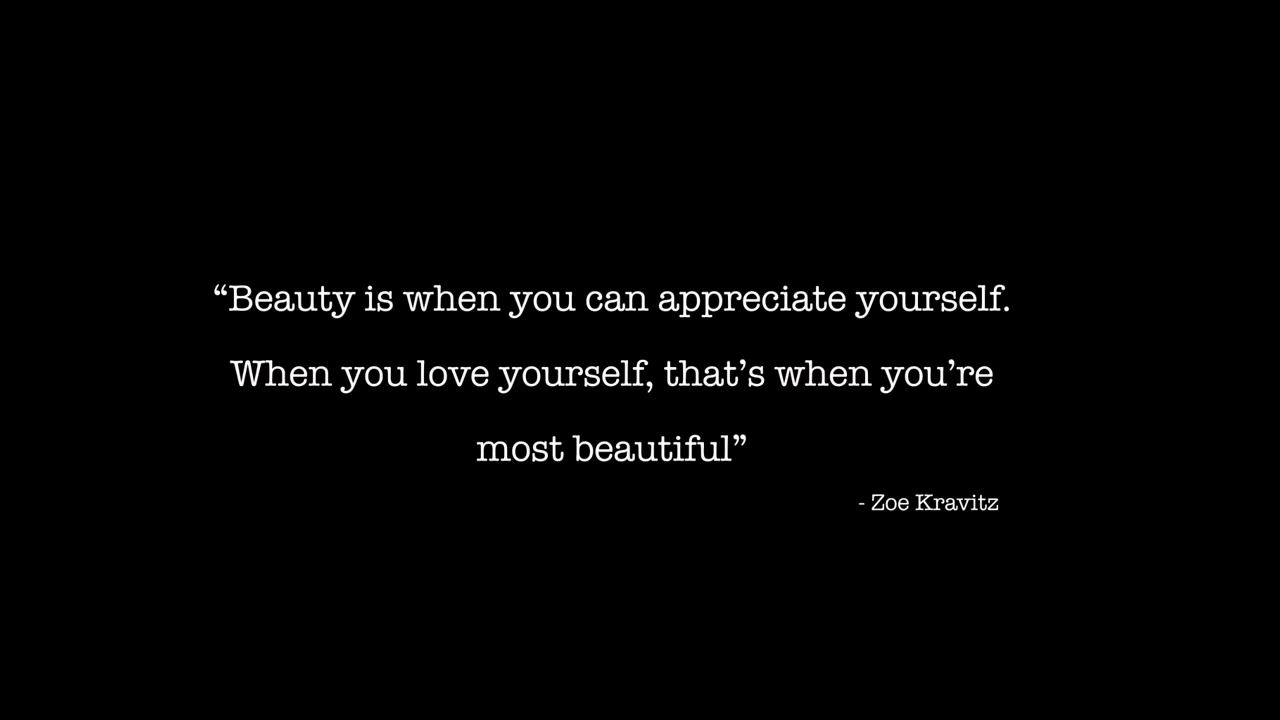 “Beauty is when you can appreciate yourself.
When you love yourself, that’s when you’re
most beautiful”
- Zoe Kravitz